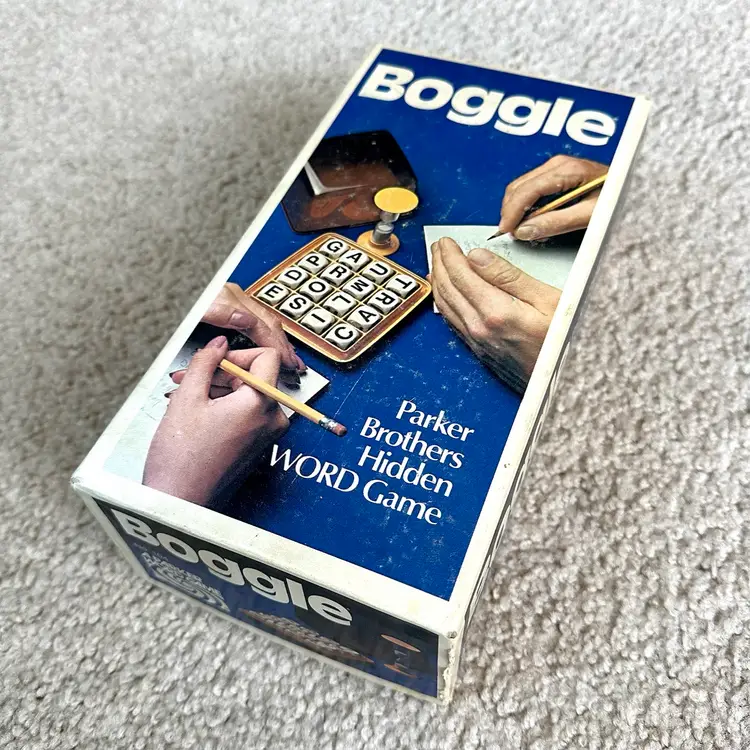 Boggle
G A U T
P R M R
D O L A
E S I C
Parker
Brothers
Hidden
WORD Game
Boggle